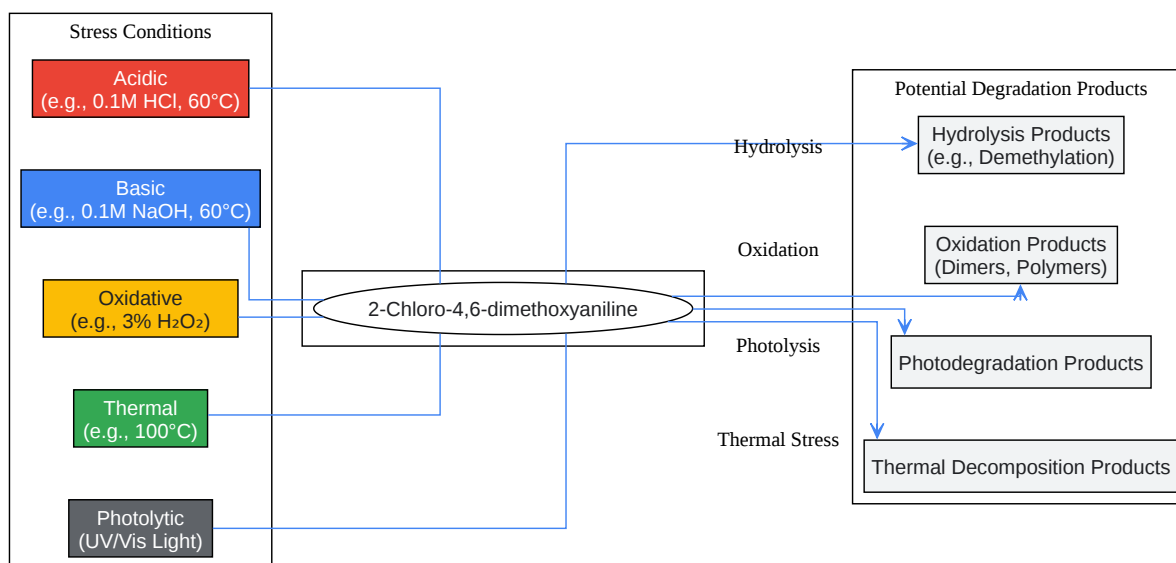 Stress Conditions
Acidic
(e.g., 0.1M HCl, 60°C)
Basic
(e.g., 0.1M NaOH, 60°C)
Oxidative
(e.g., 3% H₂O₂)
Thermal
(e.g., 100°C)
Photolytic
(UV/Vis Light)
2-Chloro-4,6-dimethoxyaniline
Hydrolysis
Oxidation
Photolysis
Thermal Stress
Potential Degradation Products
Hydrolysis Products
(e.g., Demethylation)
Oxidation Products
(Dimers, Polymers)
Photodegradation Products
Thermal Decomposition Products